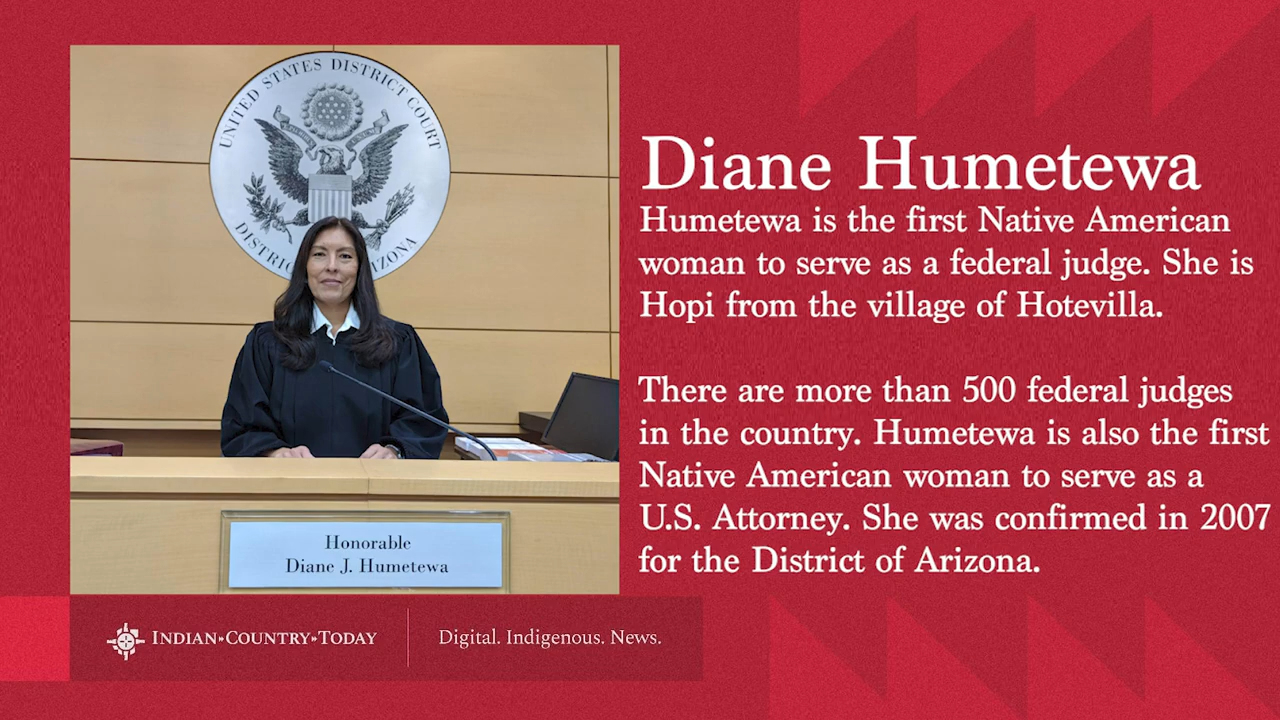 UNITED STATES DISTRICT COURT
Diane Humetewa
Humetewa is the first Native American
woman to serve as a federal judge. She is
Hopi from the village of Hotevilla.
There are more than 500 federal judges
in the country. Humetewa is also the first
Native American woman to serve as a
U.S. Attorney. She was confirmed in 2007
for the District of Arizona.
Honorable
Diane J. Humetewa
INDIAN»COUNTRY»TODAY
Digital. Indigenous. News.